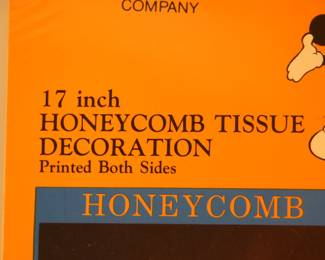 COMPANY
17 inch
HONEYCOMB TISSUE
DECORATION
Printed Both Sides
HONEYCOMB